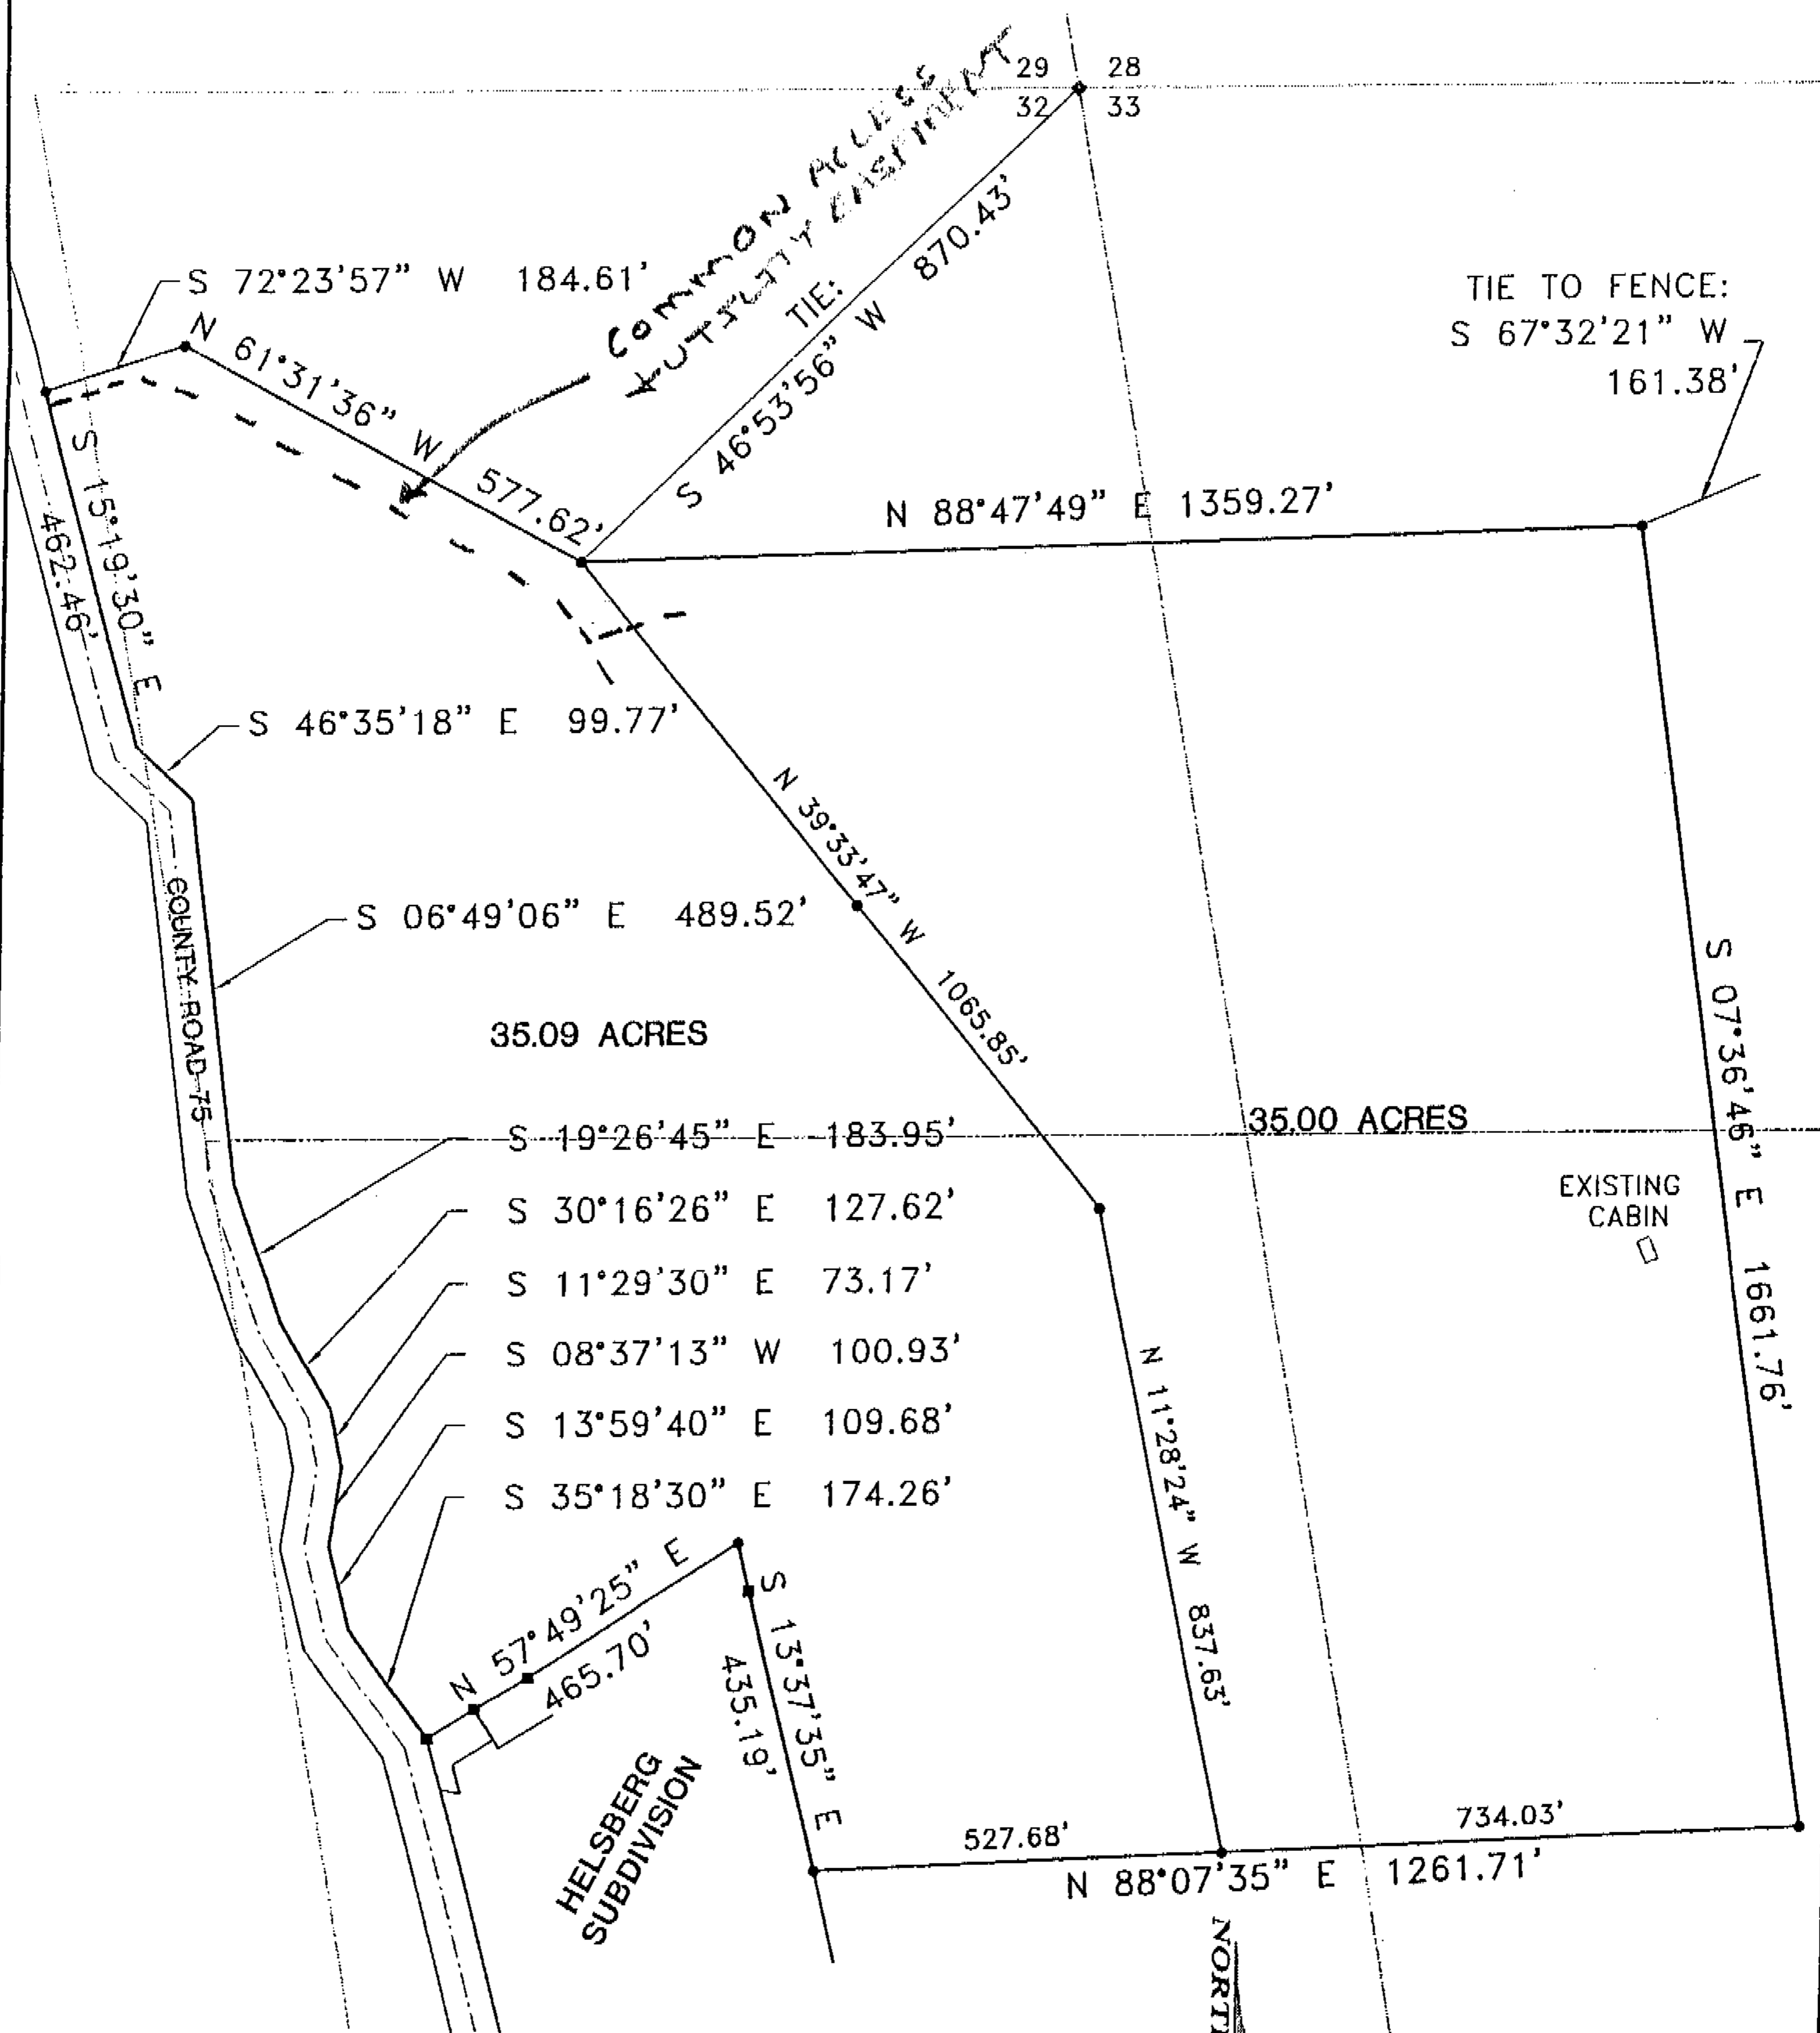 29 28
32 33
COMMON ACCESS
& UTILITY EASEMENT
TIE:
S 46°53'56" W 870.43'
S 72°23'57" W 184.61'
N 61°31'36" W 577.62'
TIE TO FENCE:
S 67°32'21" W
161.38'
N 88°47'49" E 1359.27'
S 15°19'30" E
462.46'
S 46°35'18" E 99.77'
N 39°33'47" W 1065.85'
S 06°49'06" E 489.52'
COUNTY ROAD 75
35.09 ACRES
S 07°36'46" E 1661.76'
35.00 ACRES
S 19°26'45" E 183.95'
EXISTING
CABIN
S 30°16'26" E 127.62'
S 11°29'30" E 73.17'
S 08°37'13" W 100.93'
S 13°59'40" E 109.68'
S 35°18'30" E 174.26'
N 11°28'24" W 837.63'
N 57°49'25" E
465.70'
S 13°37'35" E
435.19'
HELSBERG
SUBDIVISION
527.68'
734.03'
N 88°07'35" E 1261.71'